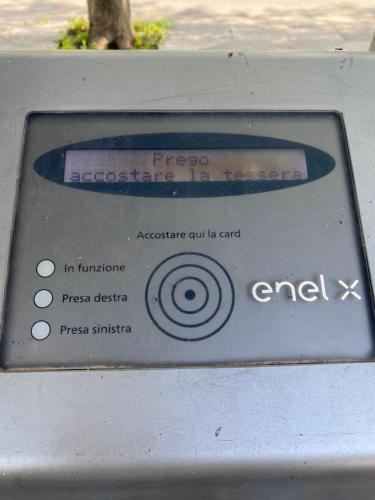 Prego
accostare la tessera
Accostare qui la card
In funzione
Presa destra
Presa sinistra
enel x